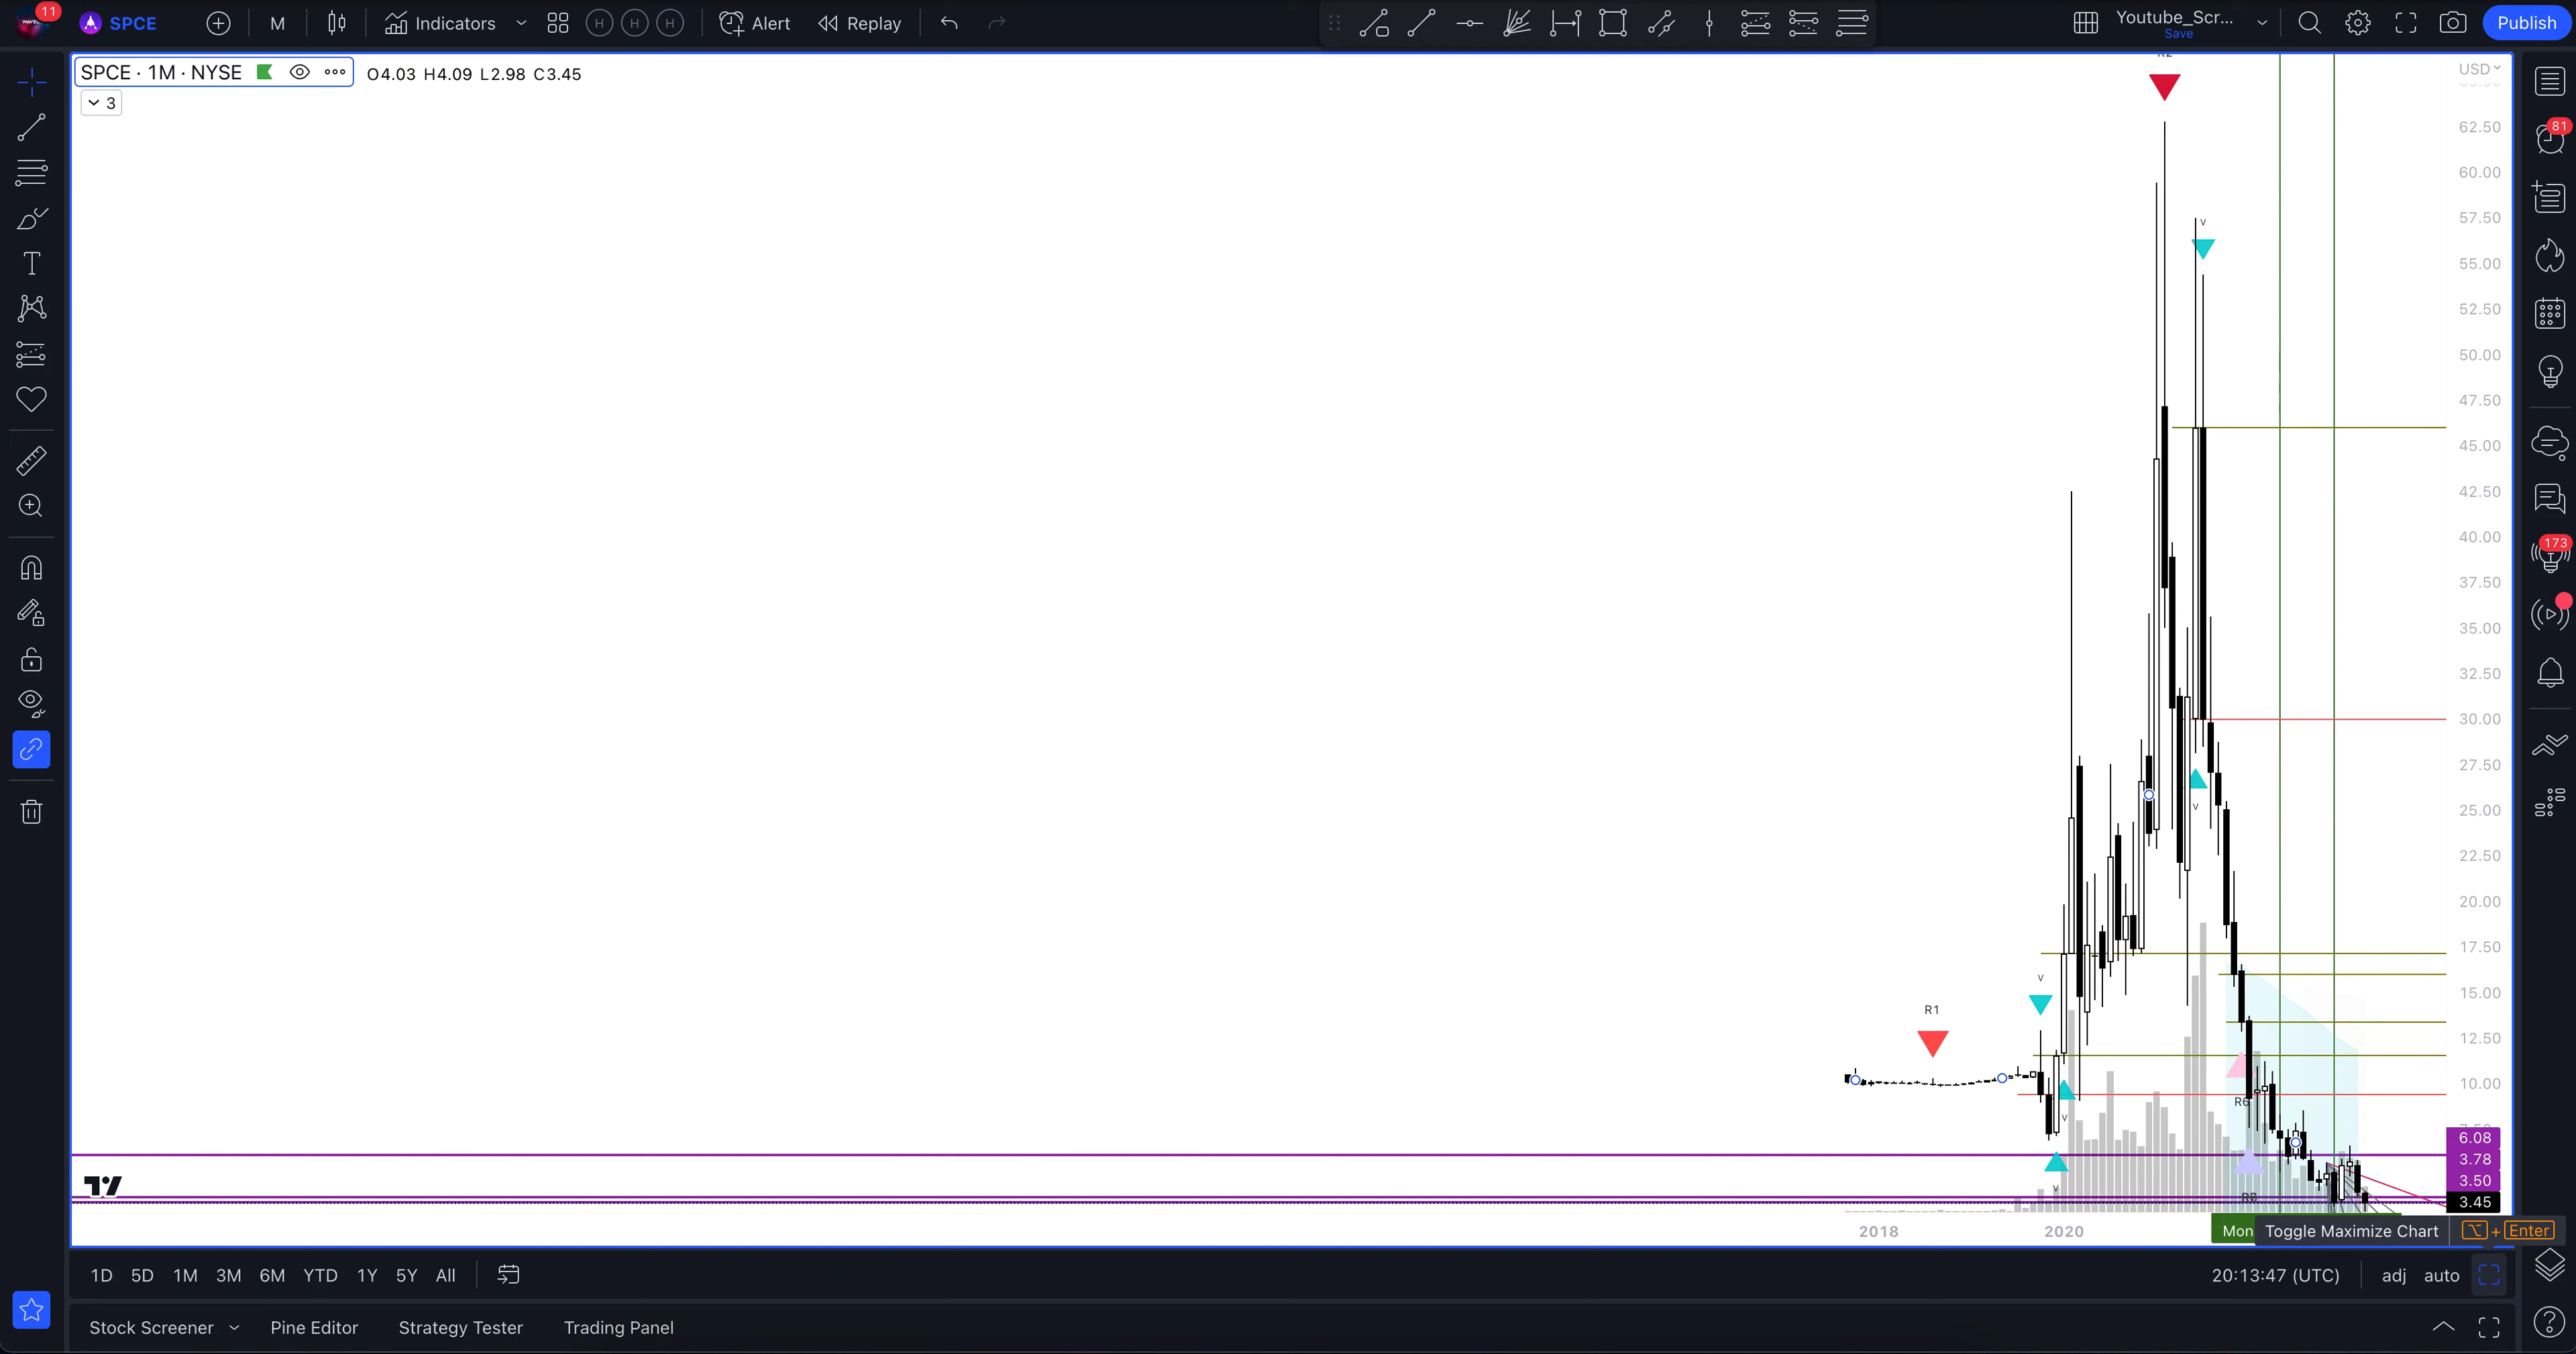 11
SPCE
M
Indicators
H H H
Alert
Replay
Youtube_Scr...
Save
Publish
SPCE · 1M · NYSE
O4.03 H4.09 L2.98 C3.45
3
USD
62.50
60.00
57.50
55.00
52.50
50.00
47.50
45.00
42.50
40.00
37.50
35.00
32.50
30.00
27.50
25.00
22.50
20.00
17.50
15.00
12.50
10.00
6.08
3.78
3.50
3.45
v
v
v
R1
v
v
R6
2018
2020
Mon
Toggle Maximize Chart
⌥ + Enter
81
173
1D 5D 1M 3M 6M YTD 1Y 5Y All
20:13:47 (UTC)
adj
auto
Stock Screener
Pine Editor
Strategy Tester
Trading Panel